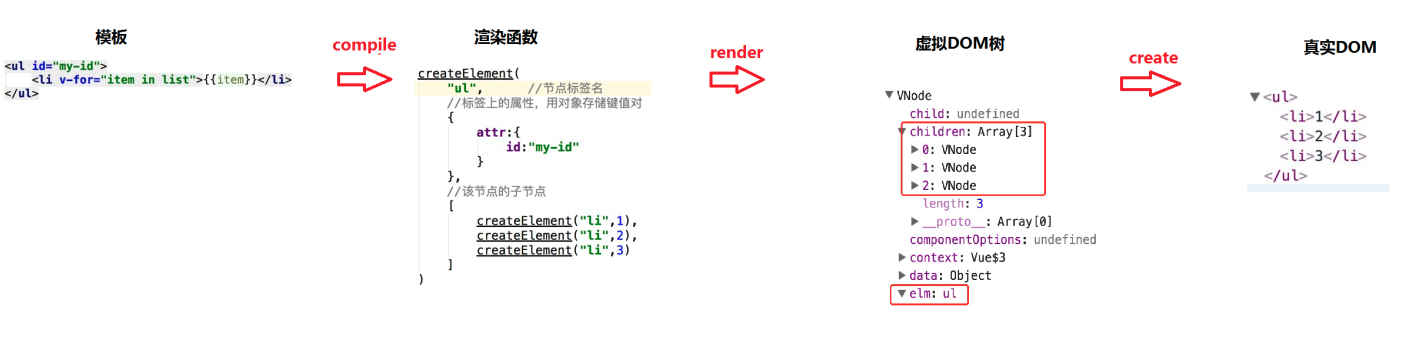 模板
<ul id="my-id">
<li v-for="item in list">{{item}}</li>
</ul>
compile
渲染函数
createElement(
"ul", //节点标签名
//标签上的属性，用对象存储键值对
{
attr:{
id:"my-id"
}
},
//该节点的子节点
[
createElement("li",1),
createElement("li",2),
createElement("li",3)
]
)
render
虚拟DOM树
VNode
child: undefined
children: Array[3]
0: VNode
1: VNode
2: VNode
length: 3
__proto__: Array[0]
componentOptions: undefined
context: Vue$3
data: Object
elm: ul
create
真实DOM
<ul>
<li>1</li>
<li>2</li>
<li>3</li>
</ul>